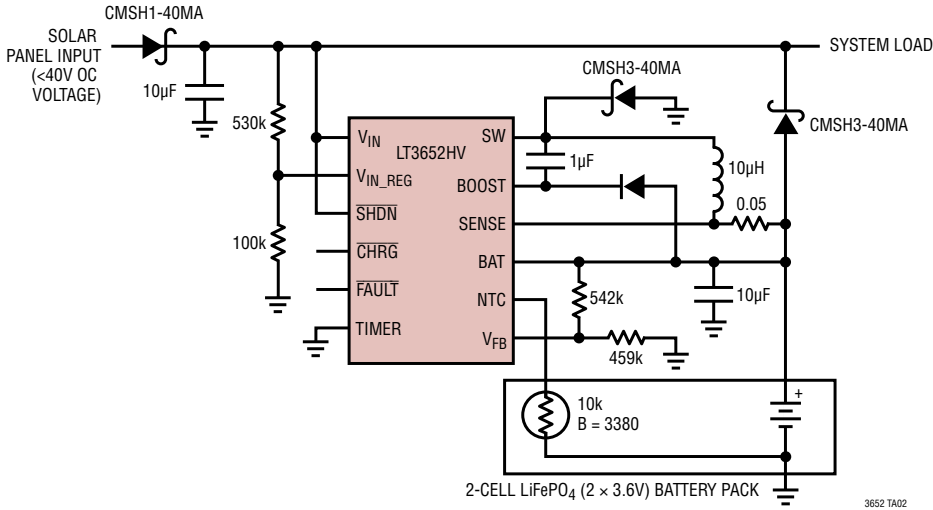 CMSH1-40MA
SOLAR
PANEL INPUT
(<40V OC
VOLTAGE)
10µF
530k
100k
SYSTEM LOAD
CMSH3-40MA
CMSH3-40MA
LT3652HV
VIN
VIN_REG
SHDN
CHRG
FAULT
TIMER
SW
BOOST
SENSE
BAT
NTC
VFB
1µF
10µH
0.05
10µF
542k
459k
10k
B = 3380
+
2-CELL LiFePO4 (2 × 3.6V) BATTERY PACK
3652 TA02